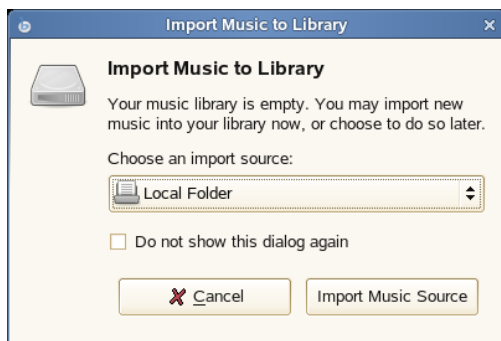 Import Music to Library
Import Music to Library
Your music library is empty. You may import new
music into your library now, or choose to do so later.
Choose an import source:
Local Folder
Do not show this dialog again
Cancel
Import Music Source